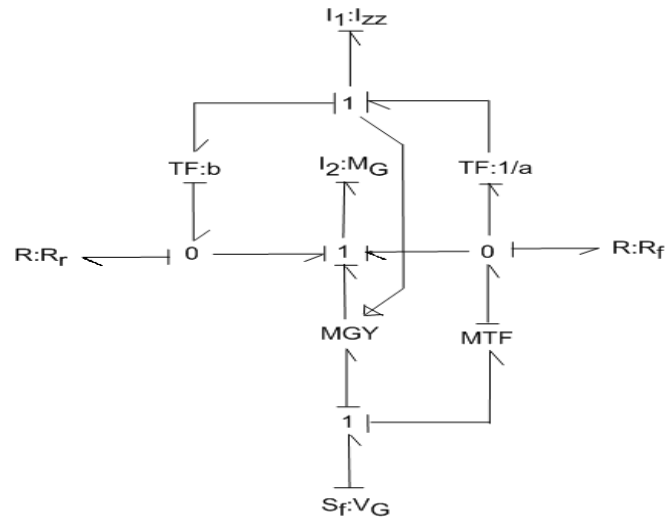 I₁:I_zz
1
TF:b
I₂:M_G
TF:1/a
R:R_r
0
1
0
R:R_f
MGY
MTF
1
S_f:V_G